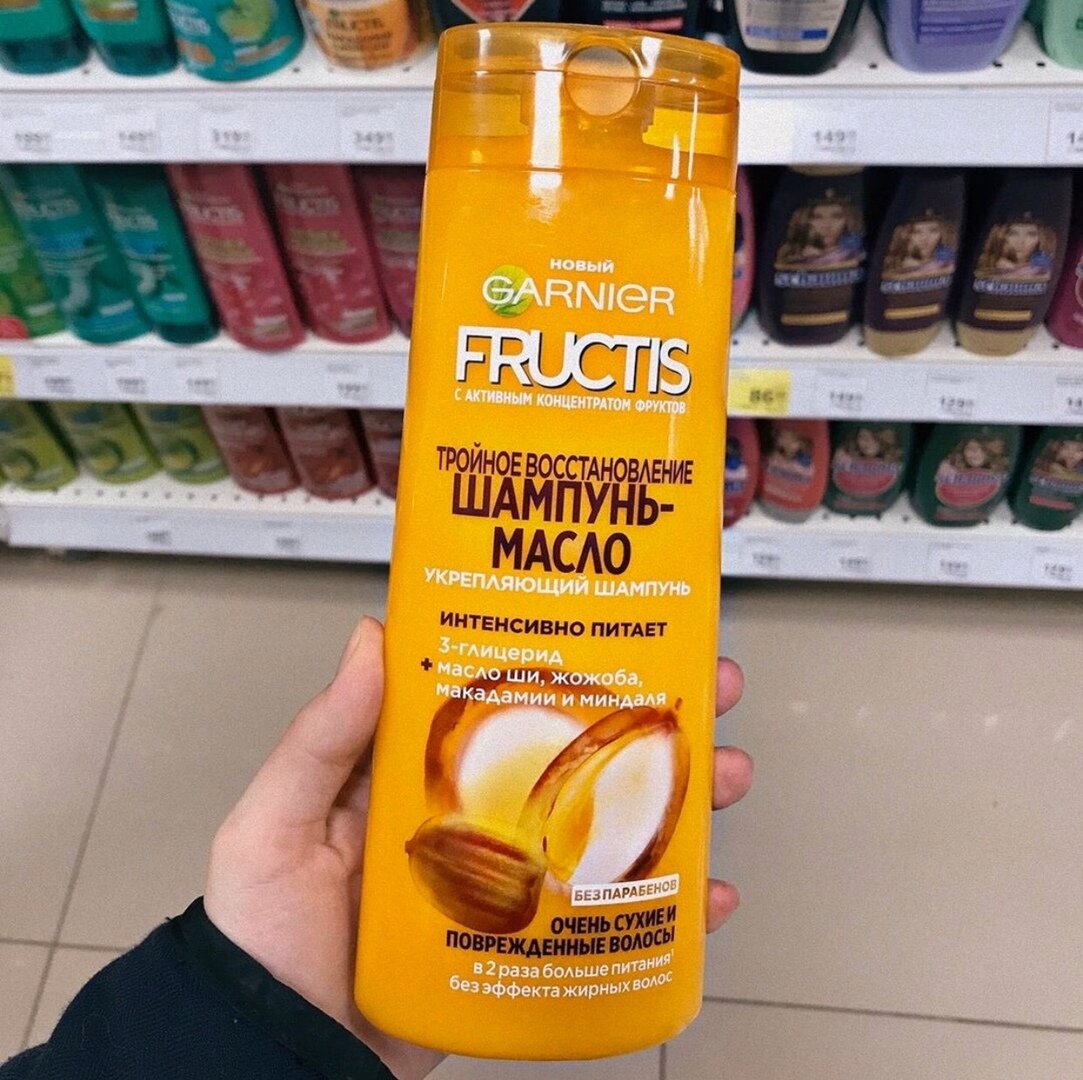 НОВЫЙ
GARNIER
FRUCTIS
С АКТИВНЫМ КОНЦЕНТРАТОМ ФРУКТОВ
ТРОЙНОЕ ВОССТАНОВЛЕНИЕ
ШАМПУНЬ-
МАСЛО
УКРЕПЛЯЮЩИЙ ШАМПУНЬ
ИНТЕНСИВНО ПИТАЕТ
3-глицерид
+ масло ши, жожоба,
макадамии и миндаля
БЕЗ ПАРАБЕНОВ
ОЧЕНЬ СУХИЕ И
ПОВРЕЖДЕННЫЕ ВОЛОСЫ
в 2 раза больше питания¹
без эффекта жирных волос